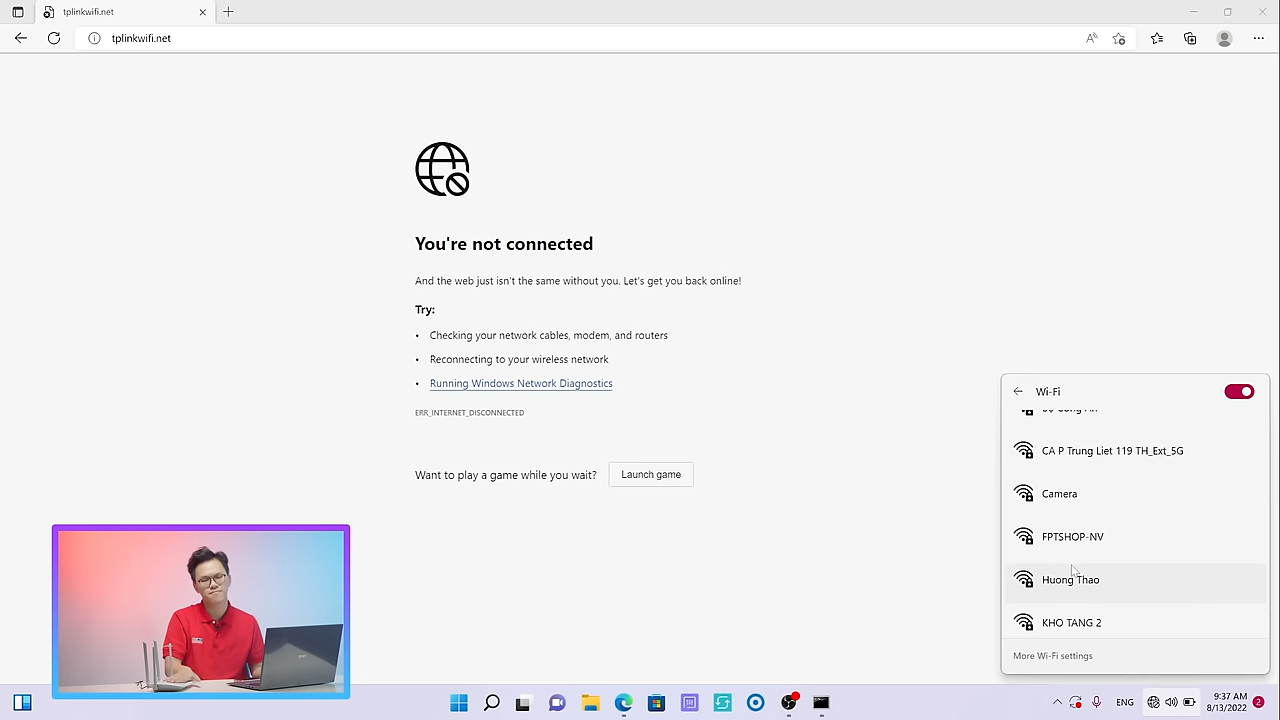 tplinkwifi.net
tplinkwifi.net
You're not connected
And the web just isn't the same without you. Let's get you back online!
Try:
• Checking your network cables, modem, and routers
• Reconnecting to your wireless network
• Running Windows Network Diagnostics
ERR_INTERNET_DISCONNECTED
Want to play a game while you wait?
Launch game
Wi-Fi
CA P Trung Liet 119 TH_Ext_5G
Camera
FPTSHOP-NV
Huong Thao
KHO TANG 2
More Wi-Fi settings
ENG
9:37 AM
8/13/2022
2